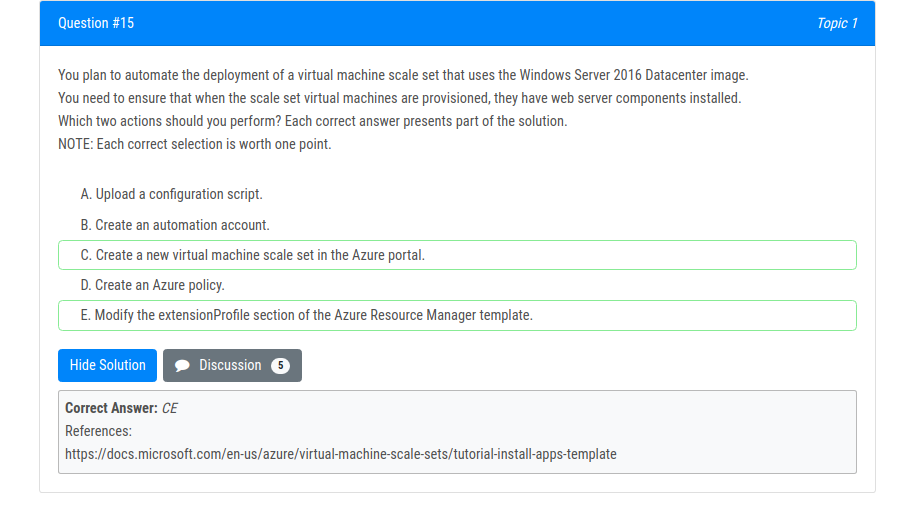 Question #15
Topic 1
You plan to automate the deployment of a virtual machine scale set that uses the Windows Server 2016 Datacenter image.
You need to ensure that when the scale set virtual machines are provisioned, they have web server components installed.
Which two actions should you perform? Each correct answer presents part of the solution.
NOTE: Each correct selection is worth one point.
A. Upload a configuration script.
B. Create an automation account.
C. Create a new virtual machine scale set in the Azure portal.
D. Create an Azure policy.
E. Modify the extensionProfile section of the Azure Resource Manager template.
Hide Solution
Discussion 5
Correct Answer: CE
References:
https://docs.microsoft.com/en-us/azure/virtual-machine-scale-sets/tutorial-install-apps-template